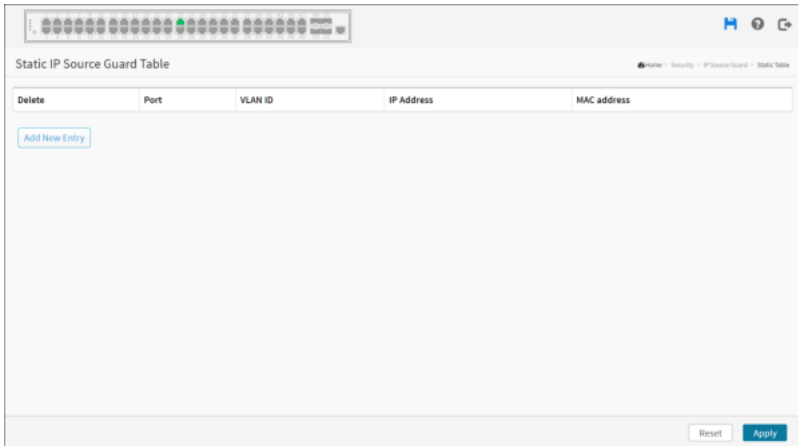 Static IP Source Guard Table
Home > Security > IP Source Guard > Static Table
Delete Port VLAN ID IP Address MAC address
Add New Entry
Reset Apply